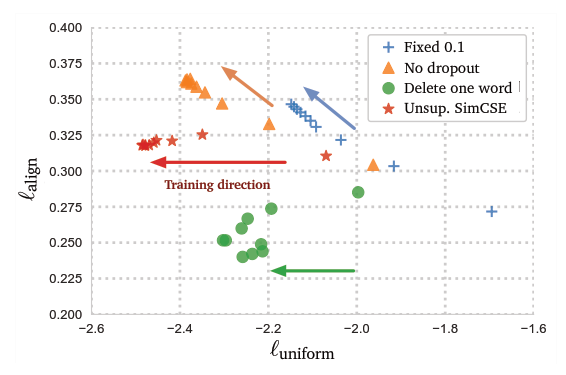 0.400
0.375
0.350
0.325
0.300
0.275
0.250
0.225
0.200
ℓalign
Fixed 0.1
No dropout
Delete one word
Unsup. SimCSE
Training direction
−2.6 −2.4 −2.2 −2.0 −1.8 −1.6
ℓuniform